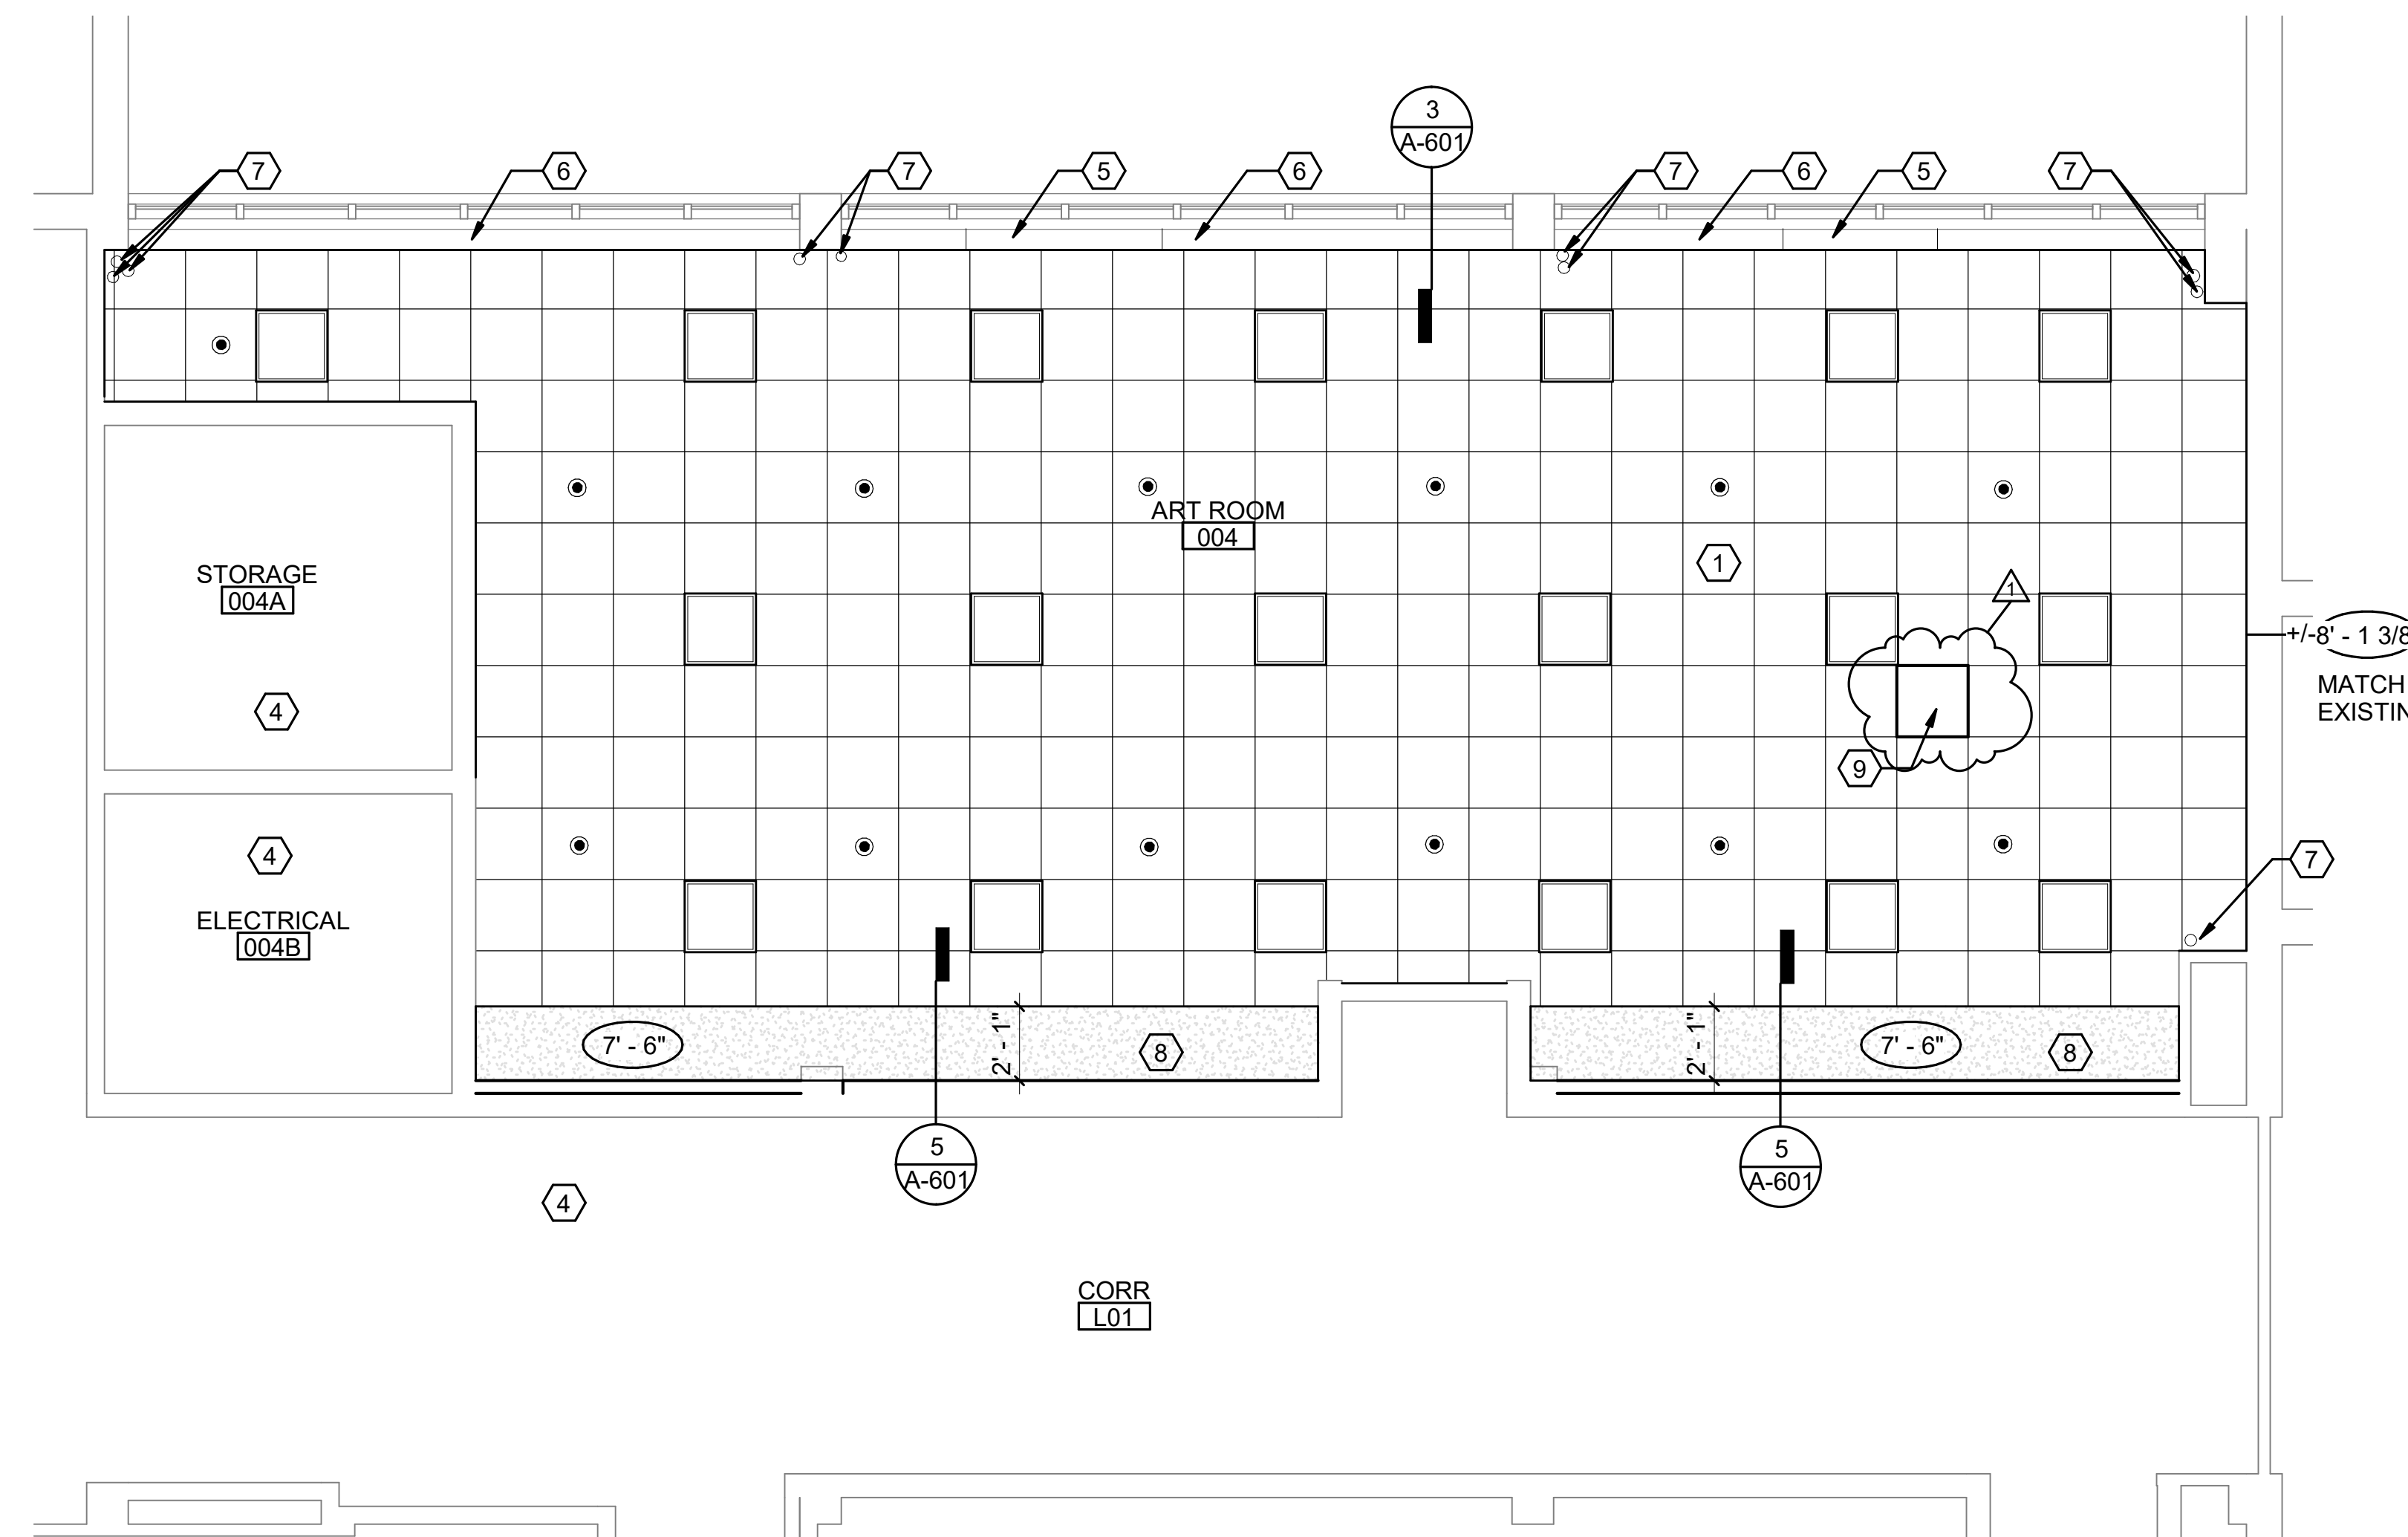 3
A-601
7
6
7
5
6
7
6
5
7
ART ROOM
004
1
1
STORAGE
004A
+/-8' - 1 3/8
MATCH
EXISTIN
4
9
4
7
ELECTRICAL
004B
7' - 6"
2' - 1"
8
2' - 1"
7' - 6"
8
5
A-601
5
A-601
4
CORR
L01